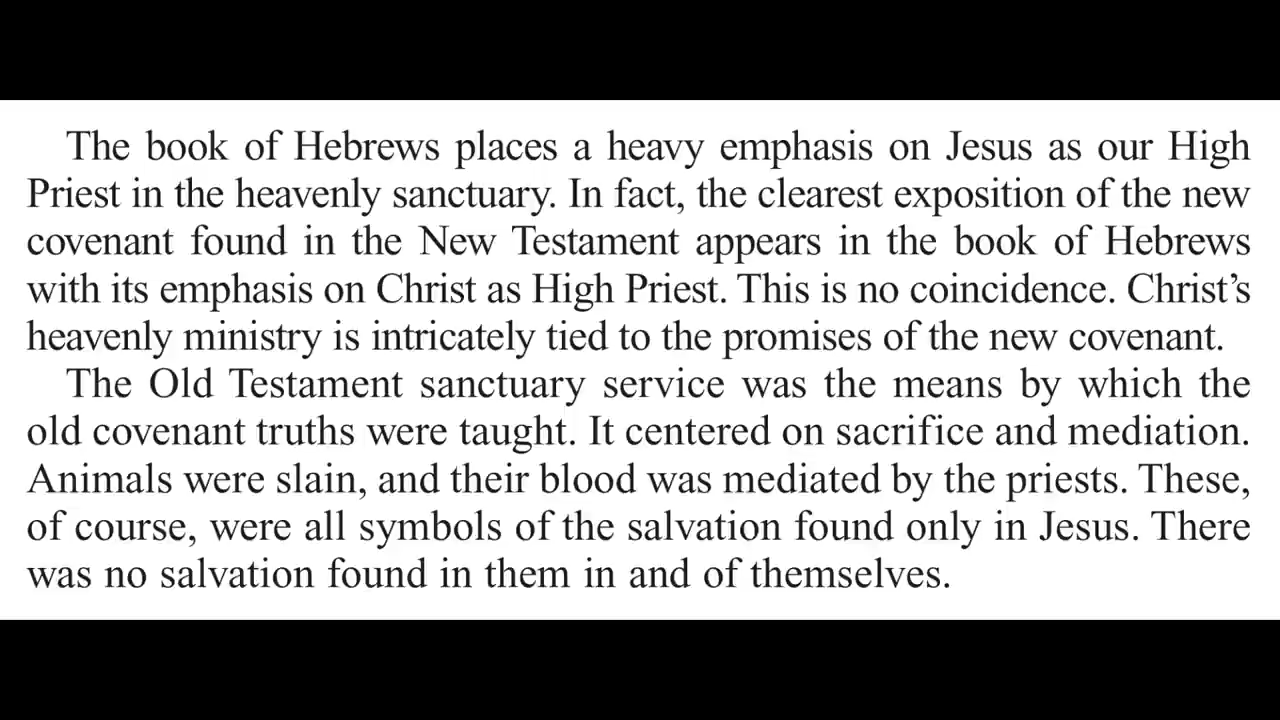 The book of Hebrews places a heavy emphasis on Jesus as our High
Priest in the heavenly sanctuary. In fact, the clearest exposition of the new
covenant found in the New Testament appears in the book of Hebrews
with its emphasis on Christ as High Priest. This is no coincidence. Christ’s
heavenly ministry is intricately tied to the promises of the new covenant.
The Old Testament sanctuary service was the means by which the
old covenant truths were taught. It centered on sacrifice and mediation.
Animals were slain, and their blood was mediated by the priests. These,
of course, were all symbols of the salvation found only in Jesus. There
was no salvation found in them in and of themselves.